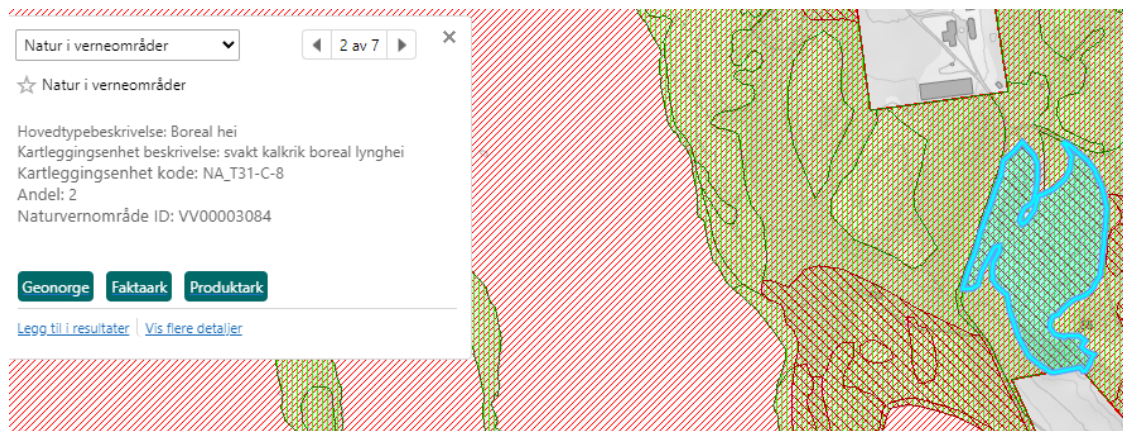 Natur i verneområder
2 av 7
Natur i verneområder
Hovedtypebeskrivelse: Boreal hei
Kartleggingsenhet beskrivelse: svakt kalkrik boreal lynghei
Kartleggingsenhet kode: NA_T31-C-8
Andel: 2
Naturvernområde ID: VV00003084
Geonorge Faktaark Produktark
Legg til i resultater Vis flere detaljer